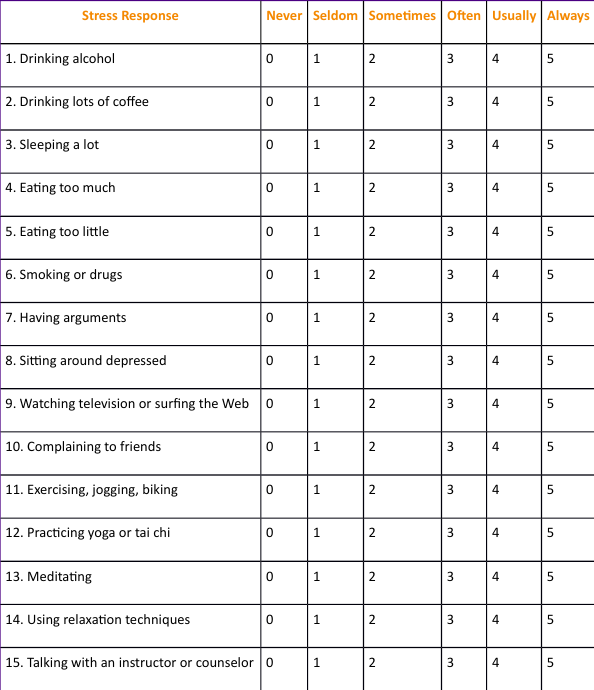 Stress Response Never Seldom Sometimes Often Usually Always
1. Drinking alcohol 0 1 2 3 4 5
2. Drinking lots of coffee 0 1 2 3 4 5
3. Sleeping a lot 0 1 2 3 4 5
4. Eating too much 0 1 2 3 4 5
5. Eating too little 0 1 2 3 4 5
6. Smoking or drugs 0 1 2 3 4 5
7. Having arguments 0 1 2 3 4 5
8. Sitting around depressed 0 1 2 3 4 5
9. Watching television or surfing the Web 0 1 2 3 4 5
10. Complaining to friends 0 1 2 3 4 5
11. Exercising, jogging, biking 0 1 2 3 4 5
12. Practicing yoga or tai chi 0 1 2 3 4 5
13. Meditating 0 1 2 3 4 5
14. Using relaxation techniques 0 1 2 3 4 5
15. Talking with an instructor or counselor 0 1 2 3 4 5